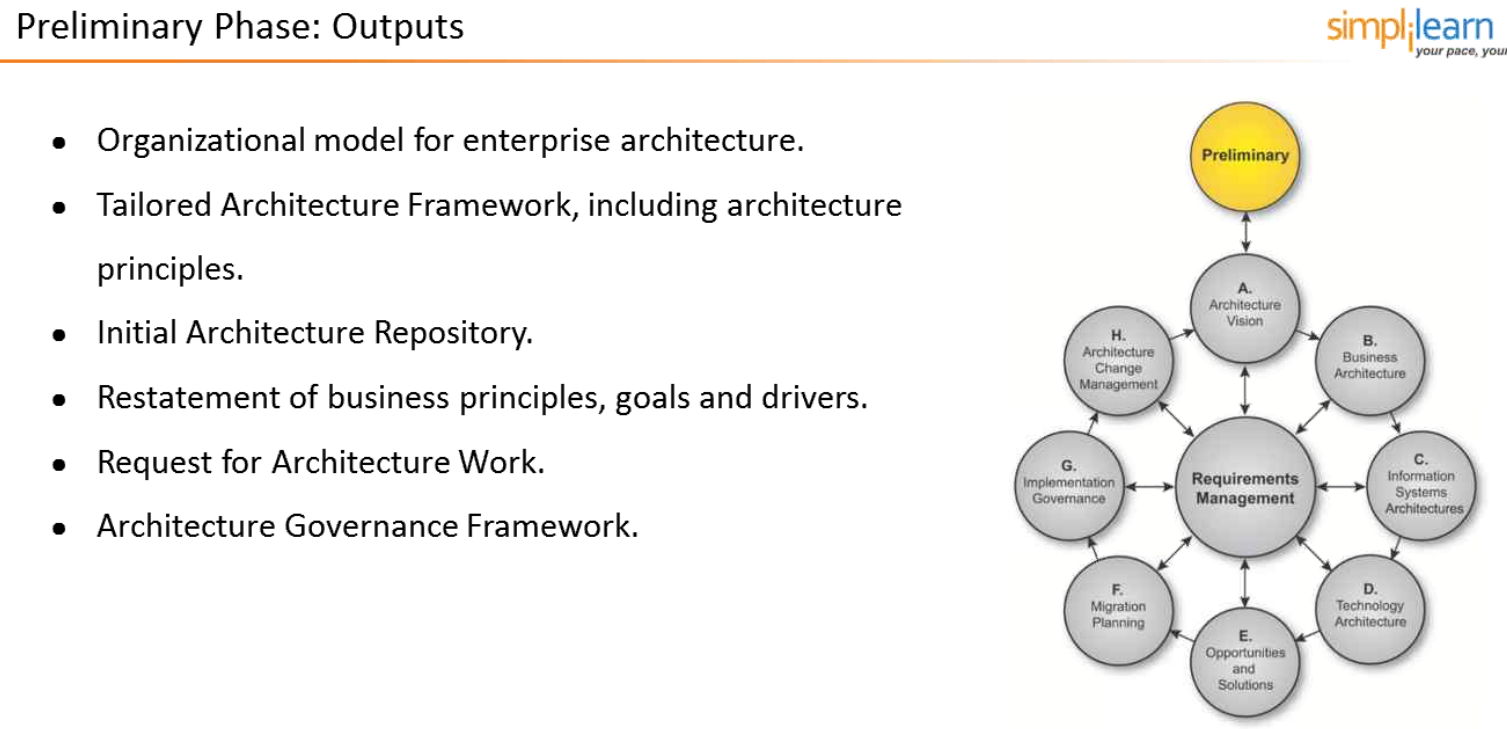 Preliminary Phase: Outputs
simplilearn
your pace, your
• Organizational model for enterprise architecture.
• Tailored Architecture Framework, including architecture
principles.
• Initial Architecture Repository.
• Restatement of business principles, goals and drivers.
• Request for Architecture Work.
• Architecture Governance Framework.
Preliminary
A.
Architecture
Vision
B.
Business
Architecture
C.
Information
Systems
Architectures
D.
Technology
Architecture
E.
Opportunities
and
Solutions
F.
Migration
Planning
G.
Implementation
Governance
H.
Architecture
Change
Management
Requirements
Management